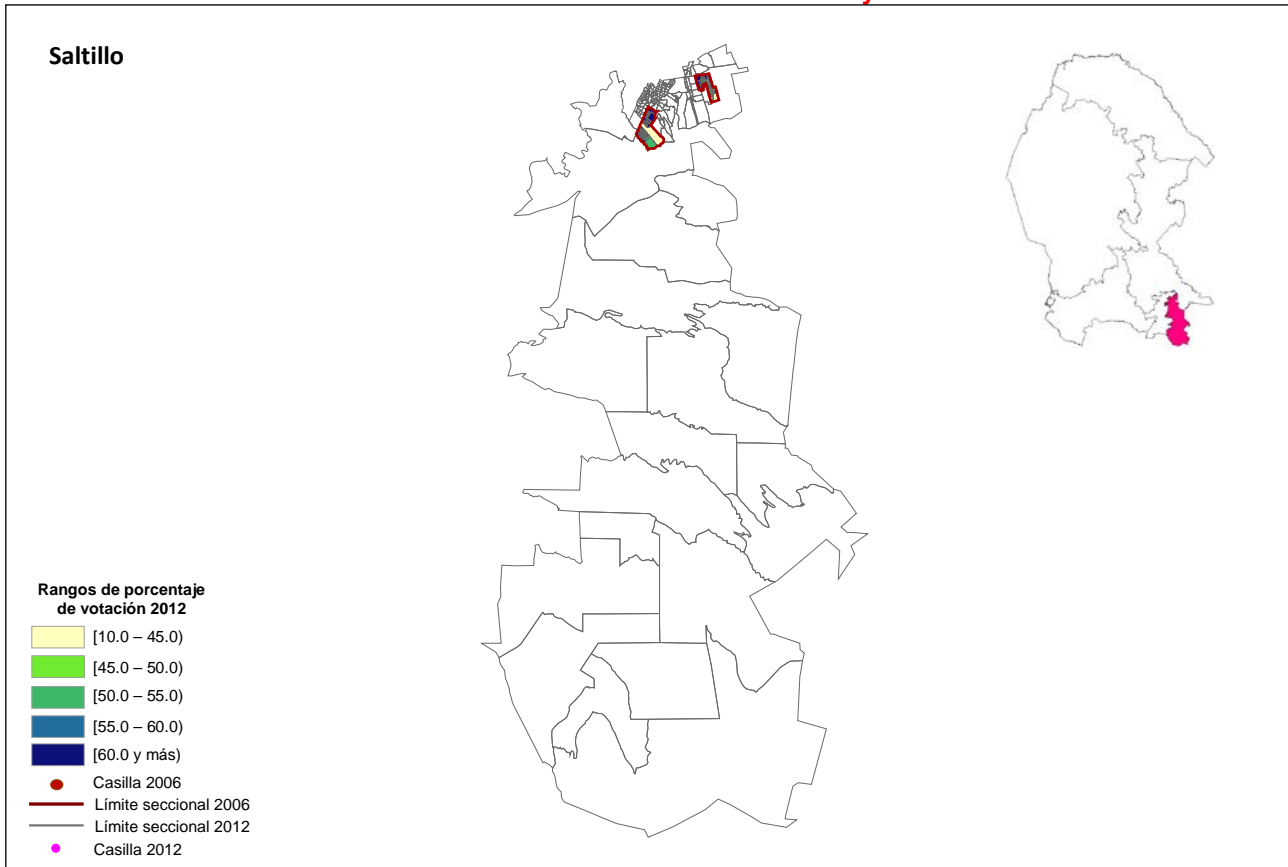 Saltillo
Rangos de porcentaje
de votación 2012
[10.0 – 45.0)
[45.0 – 50.0)
[50.0 – 55.0)
[55.0 – 60.0)
[60.0 y más)
Casilla 2006
Límite seccional 2006
Límite seccional 2012
Casilla 2012